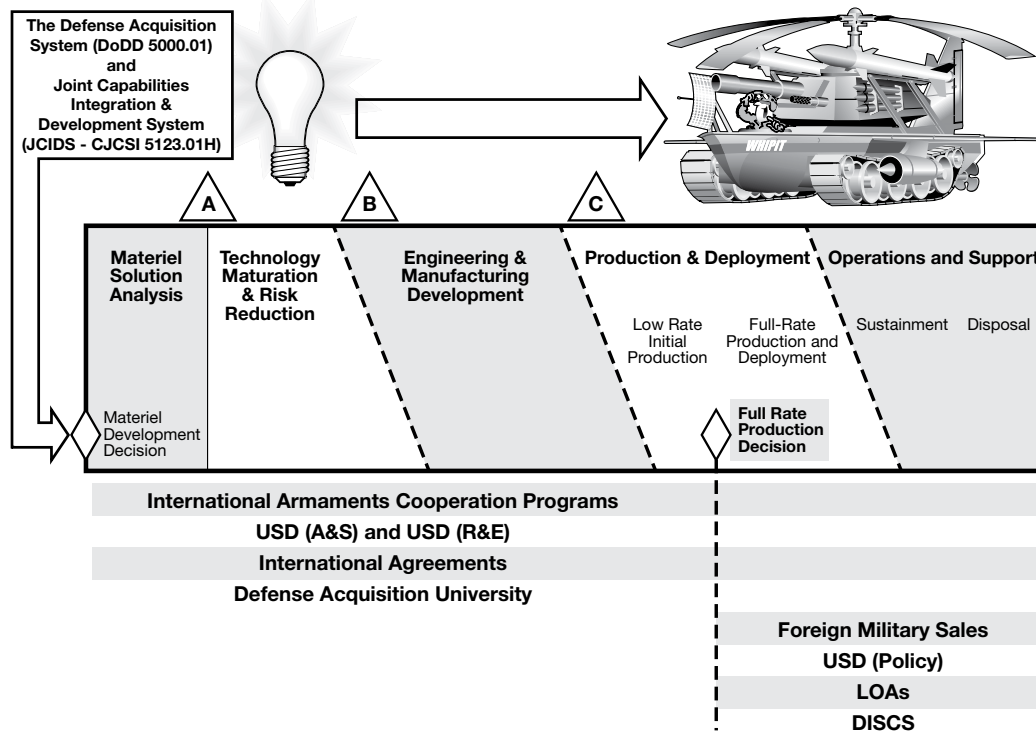 The Defense Acquisition
System (DoDD 5000.01)
and
Joint Capabilities
Integration &
Development System
(JCIDS - CJCSI 5123.01H)
WHIPIT
A
B
C
Materiel
Solution
Analysis
Technology
Maturation
& Risk
Reduction
Engineering &
Manufacturing
Development
Production & Deployment
Operations and Support
Low Rate
Initial
Production
Full-Rate
Production and
Deployment
Sustainment
Disposal
Materiel
Development
Decision
Full Rate
Production
Decision
International Armaments Cooperation Programs
USD (A&S) and USD (R&E)
International Agreements
Defense Acquisition University
Foreign Military Sales
USD (Policy)
LOAs
DISCS